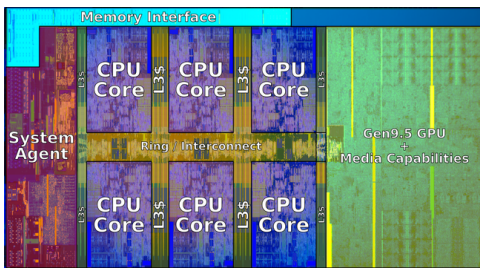 Memory Interface
CPU
Core
CPU
Core
CPU
Core
L3$
L3$
L3$
L3$
System
Agent
Ring / Interconnect
Gen9.5 GPU
+
Media Capabilities
CPU
Core
CPU
Core
CPU
Core
L3$
L3$
L3$
L3$